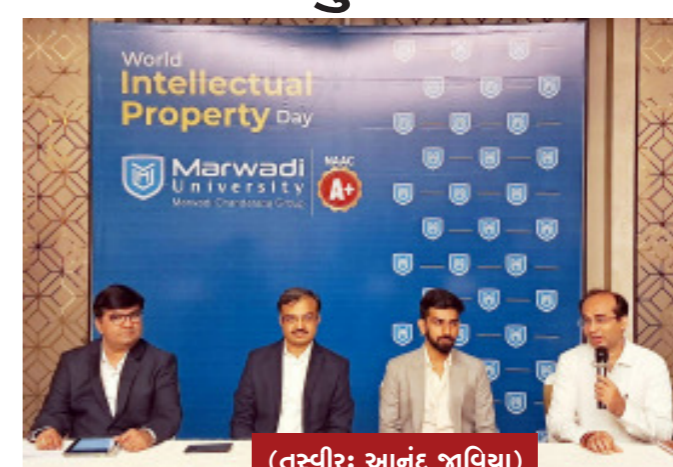 World
Intellectual
Property Day
Marwadi
University
Marwadi Chandarana Group
NAAC
A+
(તસ્વીર: આનંદ જાવિયા)